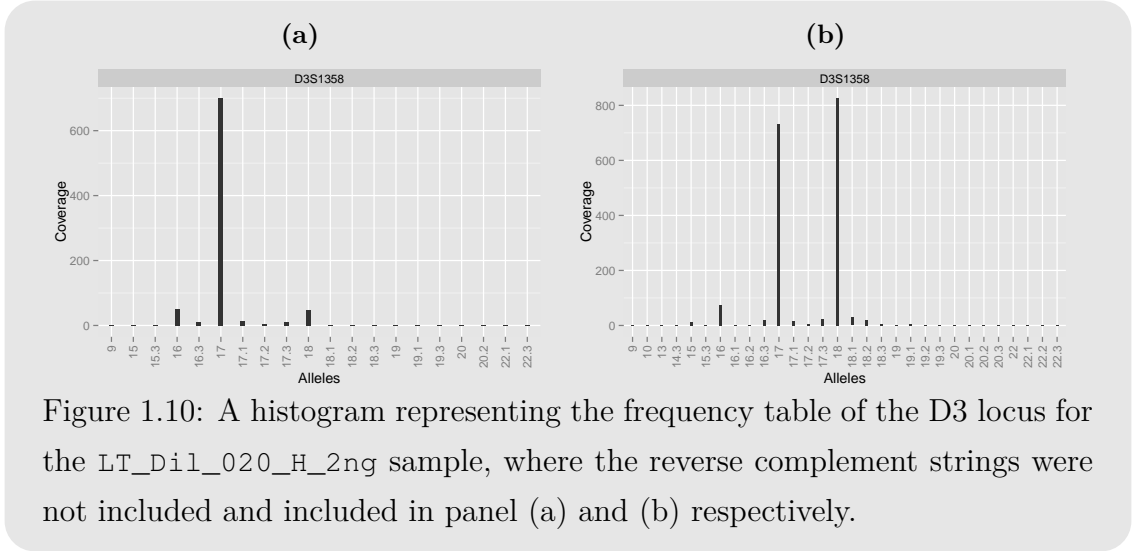 (a)
D3S1358
600
400
200
0
Coverage
9 15 15.3 16 16.3 17 17.1 17.2 17.3 18 18.1 18.2 18.3 19 19.1 19.3 20 20.2 22.1 22.3
Alleles
(b)
D3S1358
800
600
400
200
0
Coverage
9 10 13 14.3 15 15.3 16 16.1 16.2 16.3 17 17.1 17.2 17.3 18 18.1 18.2 18.3 19 19.1 19.2 19.3 20 20.1 20.2 20.3 22 22.1 22.2 22.3
Alleles
Figure 1.10: A histogram representing the frequency table of the D3 locus for
the LT_Dil_020_H_2ng sample, where the reverse complement strings were
not included and included in panel (a) and (b) respectively.